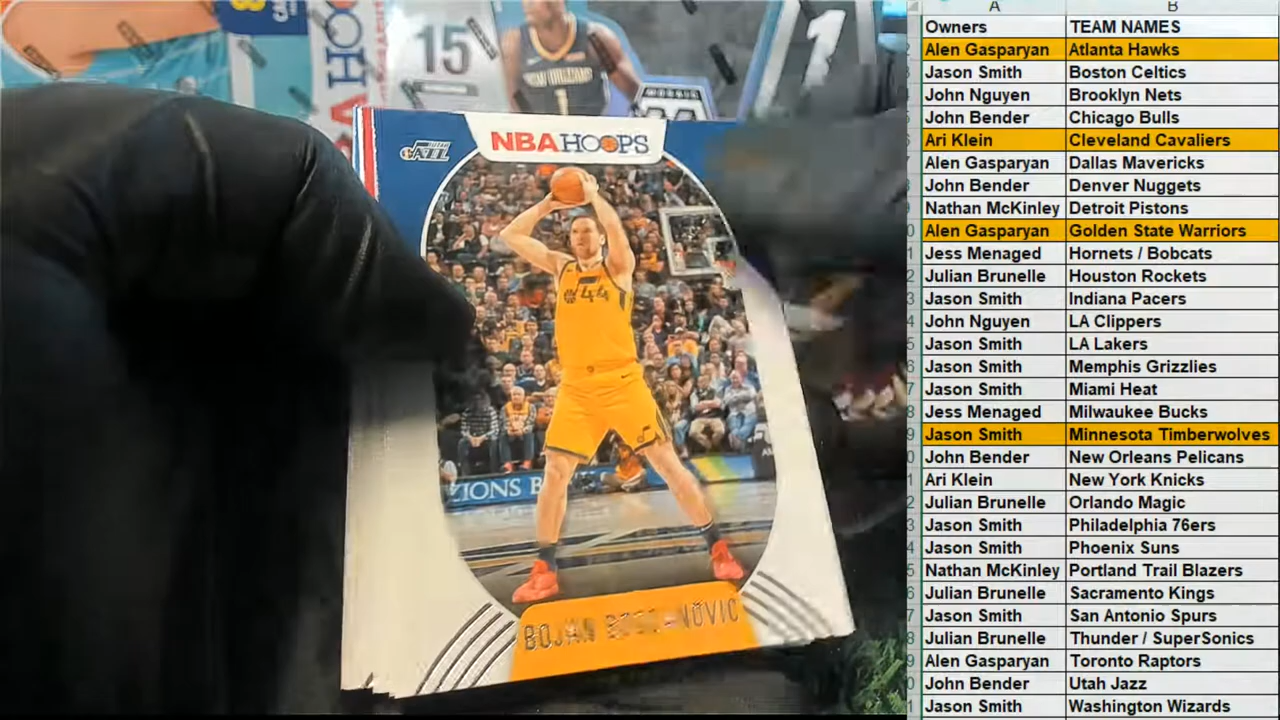 15
NEW ORLEANS
1
MOSAIC
NBA HOOPS
44
BOJAN BOGDANOVIC
A B
Owners TEAM NAMES
Alen Gasparyan Atlanta Hawks
Jason Smith Boston Celtics
John Nguyen Brooklyn Nets
John Bender Chicago Bulls
Ari Klein Cleveland Cavaliers
Alen Gasparyan Dallas Mavericks
John Bender Denver Nuggets
Nathan McKinley Detroit Pistons
Alen Gasparyan Golden State Warriors
Jess Menaged Hornets / Bobcats
Julian Brunelle Houston Rockets
Jason Smith Indiana Pacers
John Nguyen LA Clippers
Jason Smith LA Lakers
Jason Smith Memphis Grizzlies
Jason Smith Miami Heat
Jess Menaged Milwaukee Bucks
Jason Smith Minnesota Timberwolves
John Bender New Orleans Pelicans
Ari Klein New York Knicks
Julian Brunelle Orlando Magic
Jason Smith Philadelphia 76ers
Jason Smith Phoenix Suns
Nathan McKinley Portland Trail Blazers
Julian Brunelle Sacramento Kings
Jason Smith San Antonio Spurs
Julian Brunelle Thunder / SuperSonics
Alen Gasparyan Toronto Raptors
John Bender Utah Jazz
Jason Smith Washington Wizards